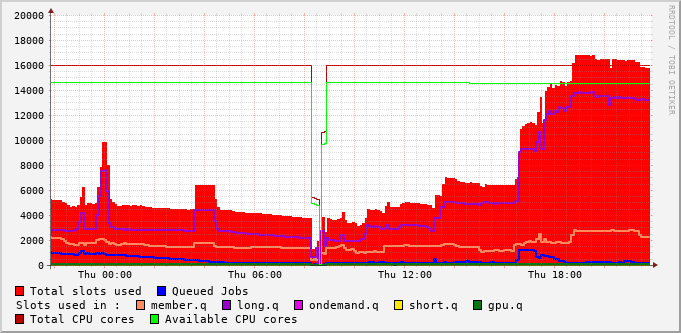 20000
18000
16000
14000
12000
10000
8000
6000
4000
2000
0
Thu 00:00 Thu 06:00 Thu 12:00 Thu 18:00
RRDTOOL / TOBI OETIKER
Total slots used Queued Jobs
Slots used in : member.q long.q ondemand.q short.q gpu.q
Total CPU cores Available CPU cores